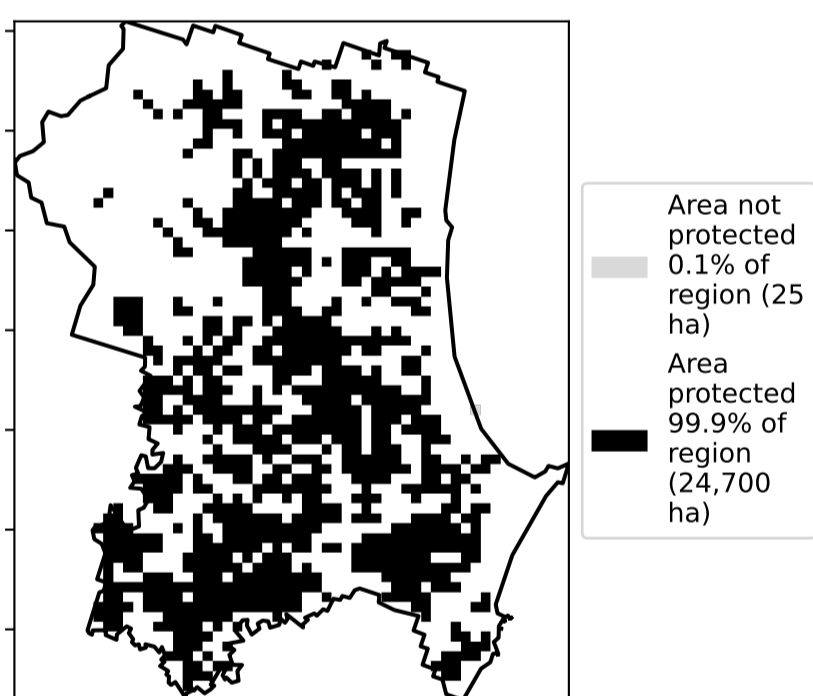 Area not
protected
0.1% of
region (25
ha)
Area
protected
99.9% of
region
(24,700
ha)